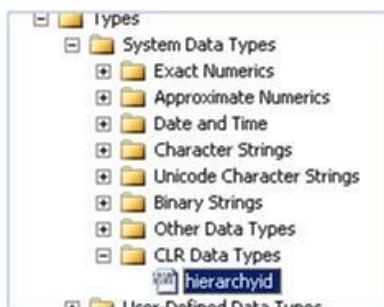 Types
System Data Types
Exact Numerics
Approximate Numerics
Date and Time
Character Strings
Unicode Character Strings
Binary Strings
Other Data Types
CLR Data Types
hierarchyid
User-Defined Data Types